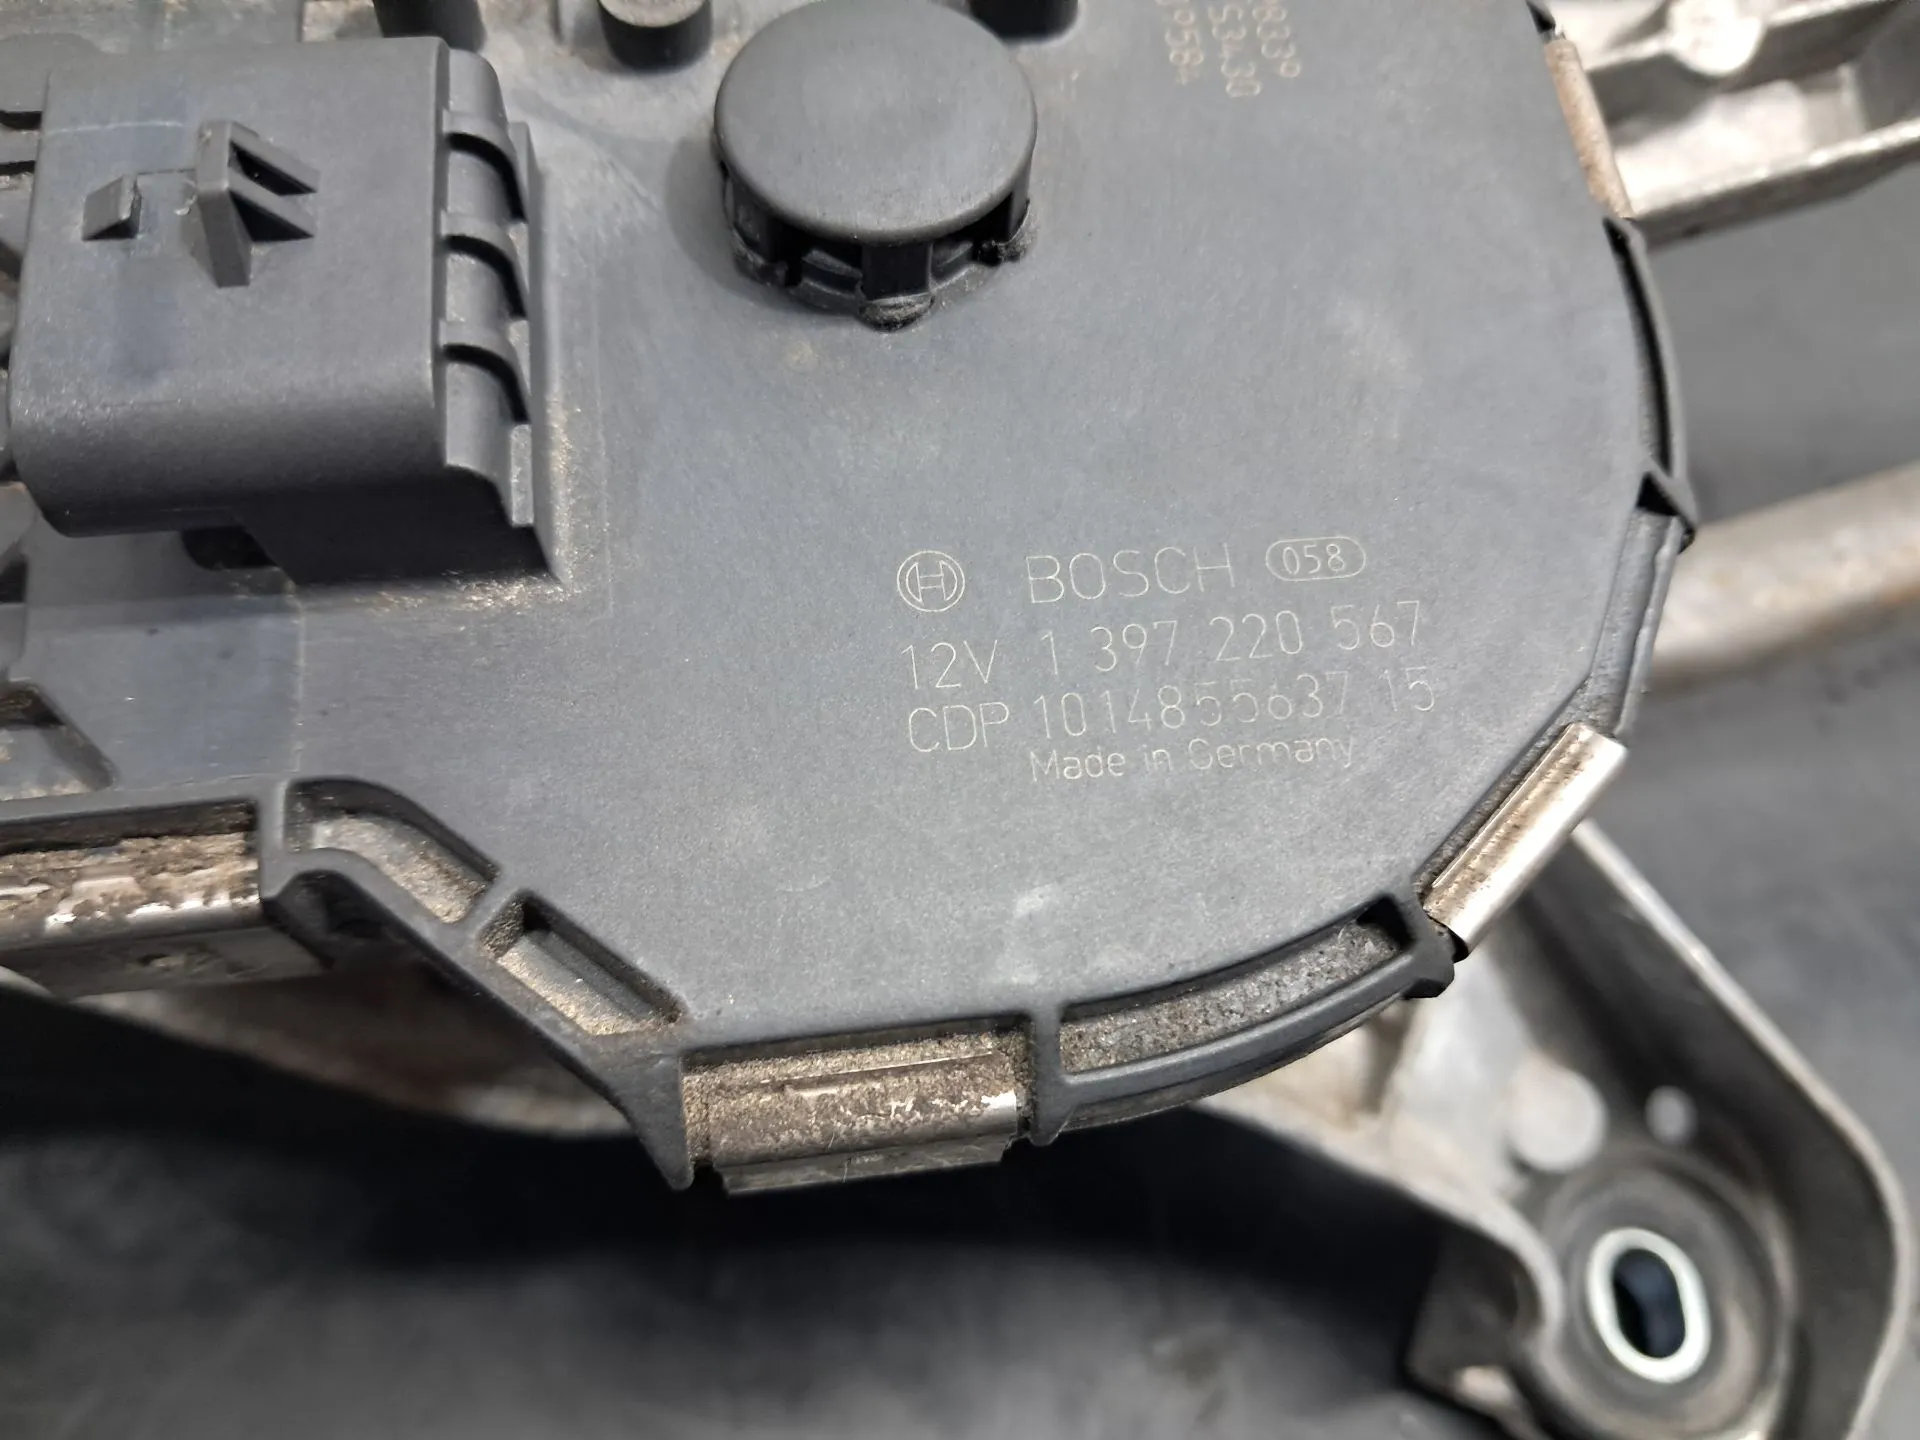 BOSCH 058
12V 1 397 220 567
CDP 1014855637 15
Made in Germany